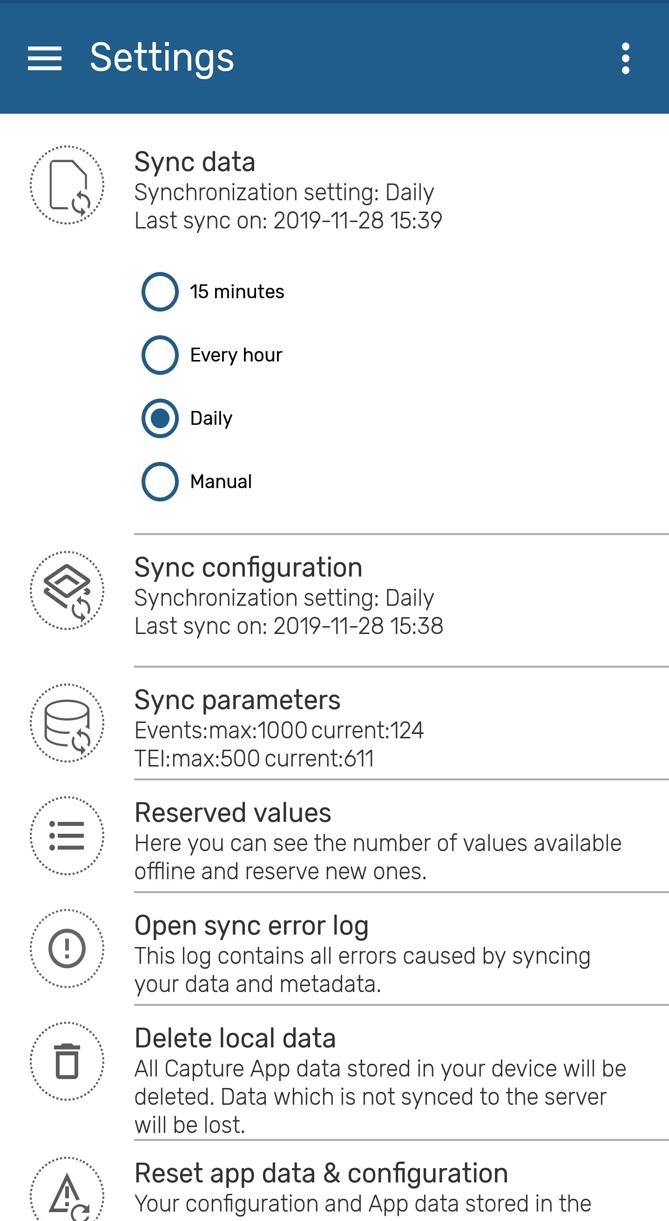 Settings
Sync data
Synchronization setting: Daily
Last sync on: 2019-11-28 15:39
15 minutes
Every hour
Daily
Manual
Sync configuration
Synchronization setting: Daily
Last sync on: 2019-11-28 15:38
Sync parameters
Events:max:1000 current:124
TEI:max:500 current:611
Reserved values
Here you can see the number of values available
offline and reserve new ones.
Open sync error log
This log contains all errors caused by syncing
your data and metadata.
Delete local data
All Capture App data stored in your device will be
deleted. Data which is not synced to the server
will be lost.
Reset app data & configuration
Your configuration and App data stored in the